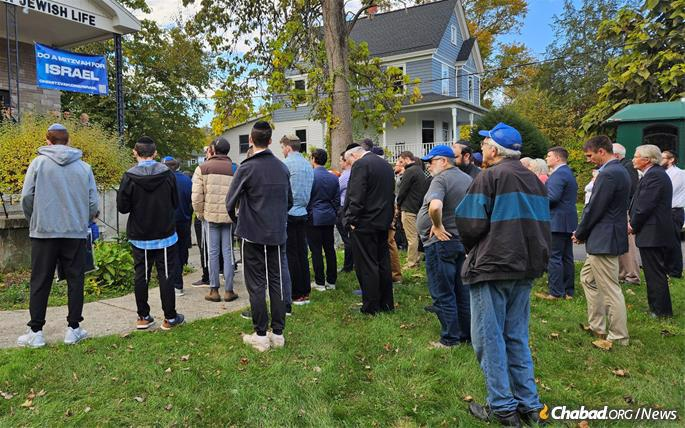 JEWISH LIFE
DO A MITZVAH FOR
ISRAEL
Chabad.ORG / News